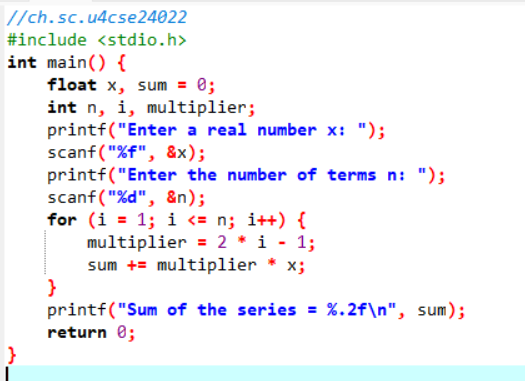 //ch.sc.u4cse24022
#include <stdio.h>
int main() {
    float x, sum = 0;
    int n, i, multiplier;
    printf("Enter a real number x: ");
    scanf("%f", &x);
    printf("Enter the number of terms n: ");
    scanf("%d", &n);
    for (i = 1; i <= n; i++) {
        multiplier = 2 * i - 1;
        sum += multiplier * x;
    }
    printf("Sum of the series = %.2f\n", sum);
    return 0;
}